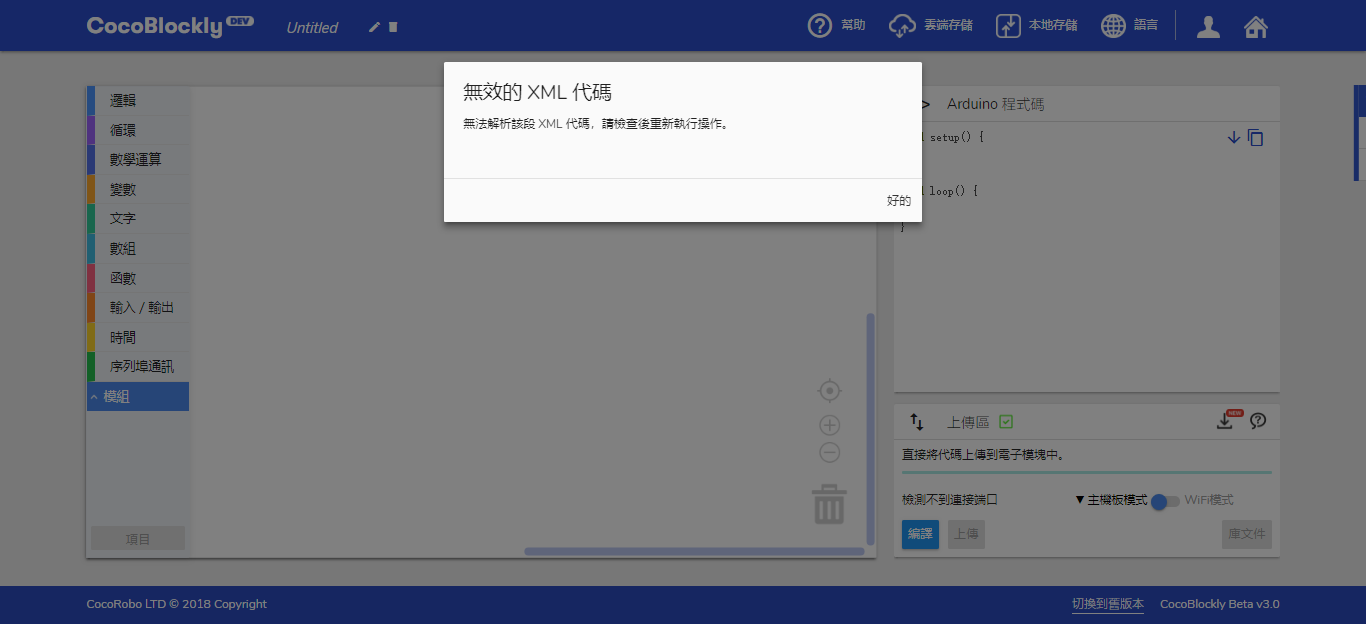 CocoBlockly DEV
Untitled
幫助
雲端存儲
本地存儲
語言
無效的 XML 代碼
無法解析該段 XML 代碼，請檢查後重新執行操作。
好的
邏輯
循環
數學運算
變數
文字
數組
函數
輸入 / 輸出
時間
序列埠通訊
模組
項目
> Arduino 程式碼
setup() {
loop() {
}
上傳區
NEW
直接將代碼上傳到電子模塊中。
檢測不到連接端口
▼主機板模式
WiFi模式
編譯
上傳
庫文件
CocoRobo LTD © 2018 Copyright
切換到舊版本
CocoBlockly Beta v3.0